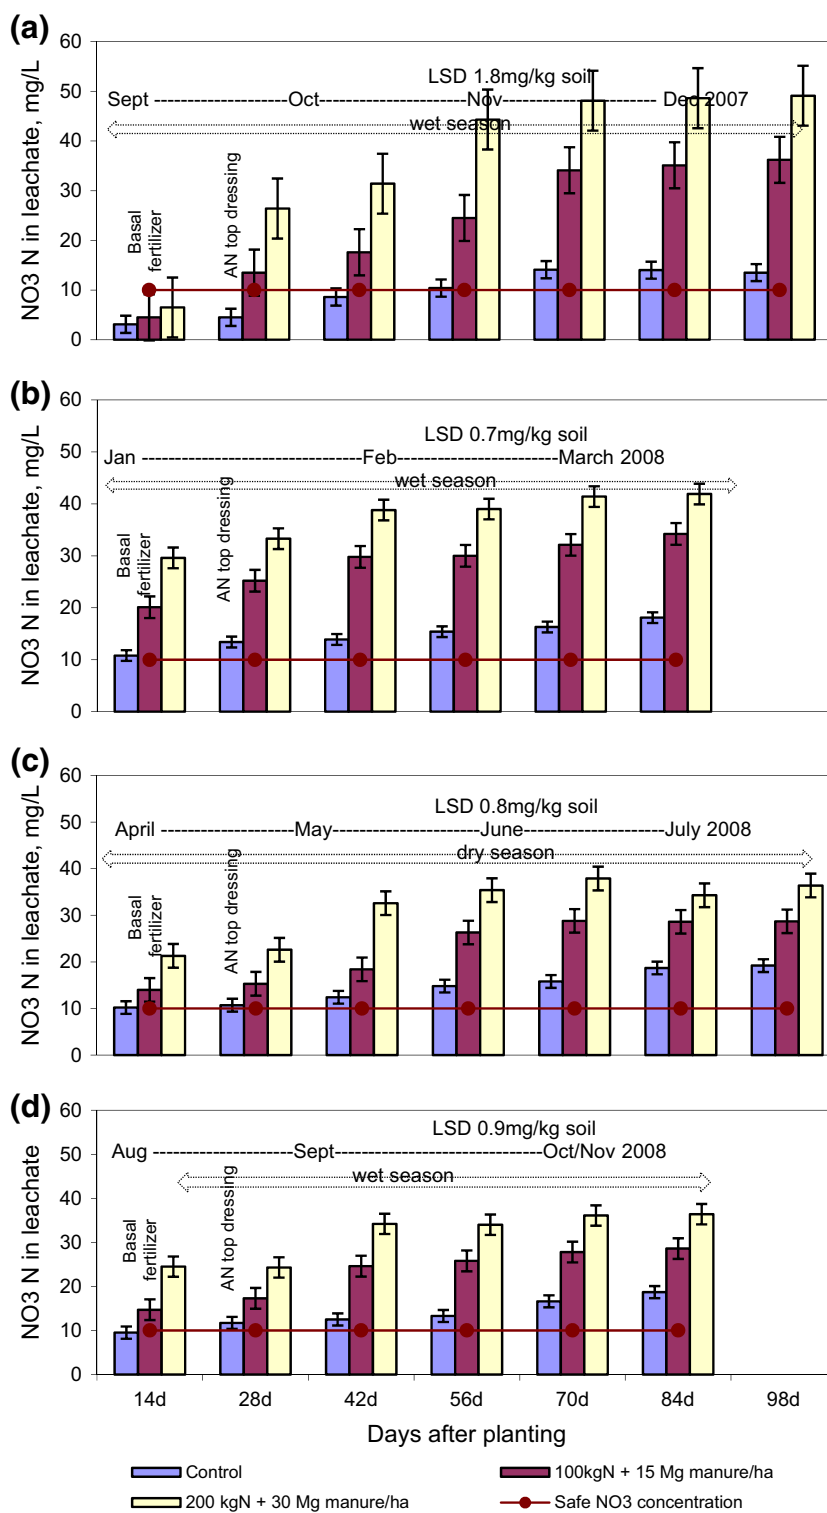 (a)
NO3 N in leachate, mg/L
60
50
40
30
20
10
0
LSD 1.8mg/kg soil
Sept ---------------------Oct----------------------Nov--------------------- Dec 2007
wet season
Basal
fertilizer
AN top dressing
(b)
NO3 N in leachate, mg/L
60
50
40
30
20
10
0
LSD 0.7mg/kg soil
Jan ----------------------------Feb---------------------March 2008
wet season
Basal
fertilizer
AN top dressing
(c)
NO3 N in leachate, mg/L
60
50
40
30
20
10
0
LSD 0.8mg/kg soil
April -----------------May-------------------June------------------July 2008
dry season
Basal
fertilizer
AN top dressing
(d)
NO3 N in leachate
60
50
40
30
20
10
0
LSD 0.9mg/kg soil
Aug ------------------Sept--------------------------Oct/Nov 2008
wet season
Basal
fertilizer
AN top dressing
14d 28d 42d 56d 70d 84d 98d
Days after planting
Control
100kgN + 15 Mg manure/ha
200 kgN + 30 Mg manure/ha
Safe NO3 concentration